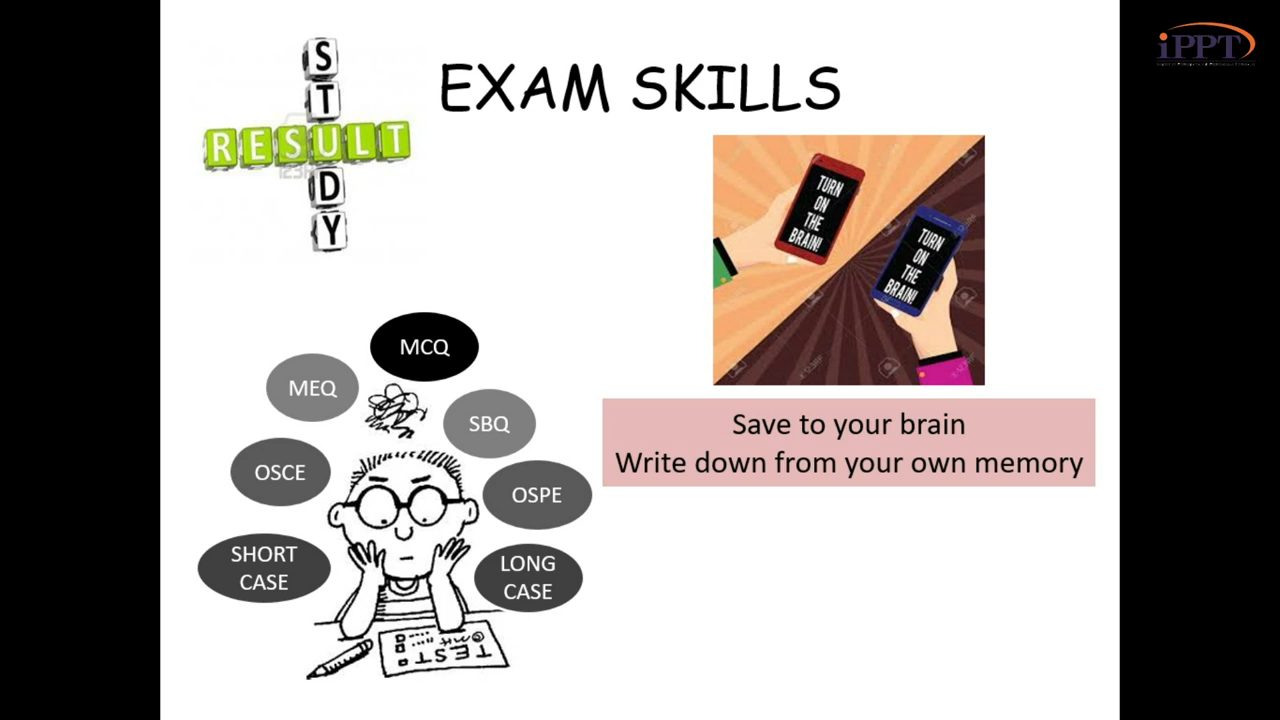 STUDY
RESULT
EXAM SKILLS
TURN
ON
THE
BRAIN!
TURN
ON
THE
BRAIN!
MCQ
MEQ
SBQ
OSCE
OSPE
SHORT
CASE
LONG
CASE
Save to your brain
Write down from your own memory
TEST
iPPT